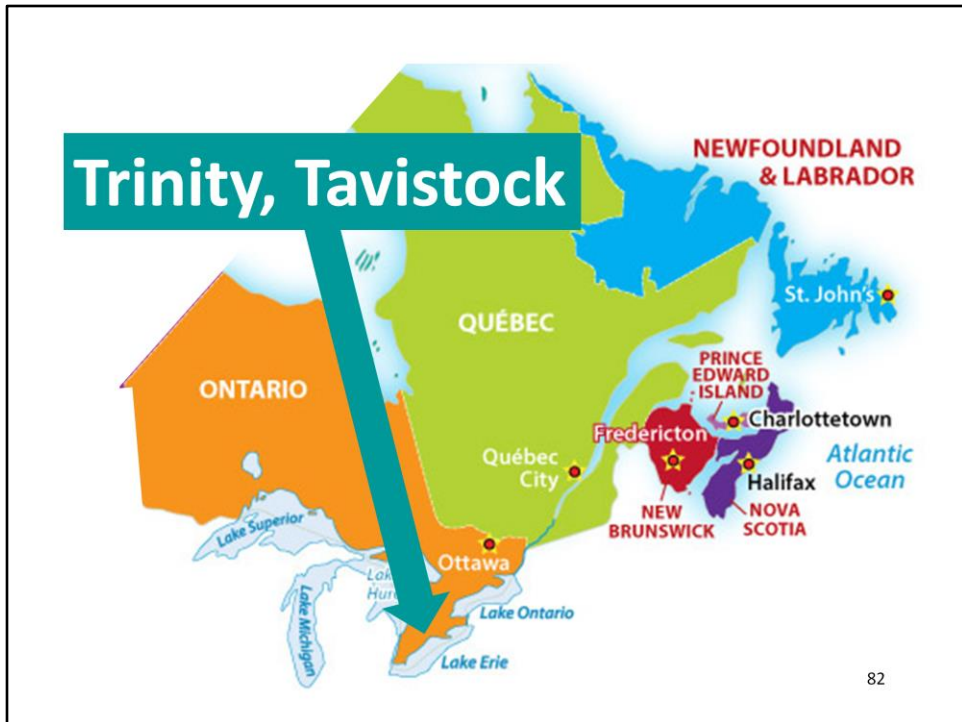 Trinity, Tavistock
NEWFOUNDLAND
& LABRADOR
St. John's
QUÉBEC
ONTARIO
PRINCE
EDWARD
ISLAND
Charlottetown
Fredericton
Québec
City
Atlantic
Ocean
Halifax
NEW
BRUNSWICK
NOVA
SCOTIA
Lake Superior
Ottawa
Lake
Lake Michigan
Lake Ontario
Lake Erie
82